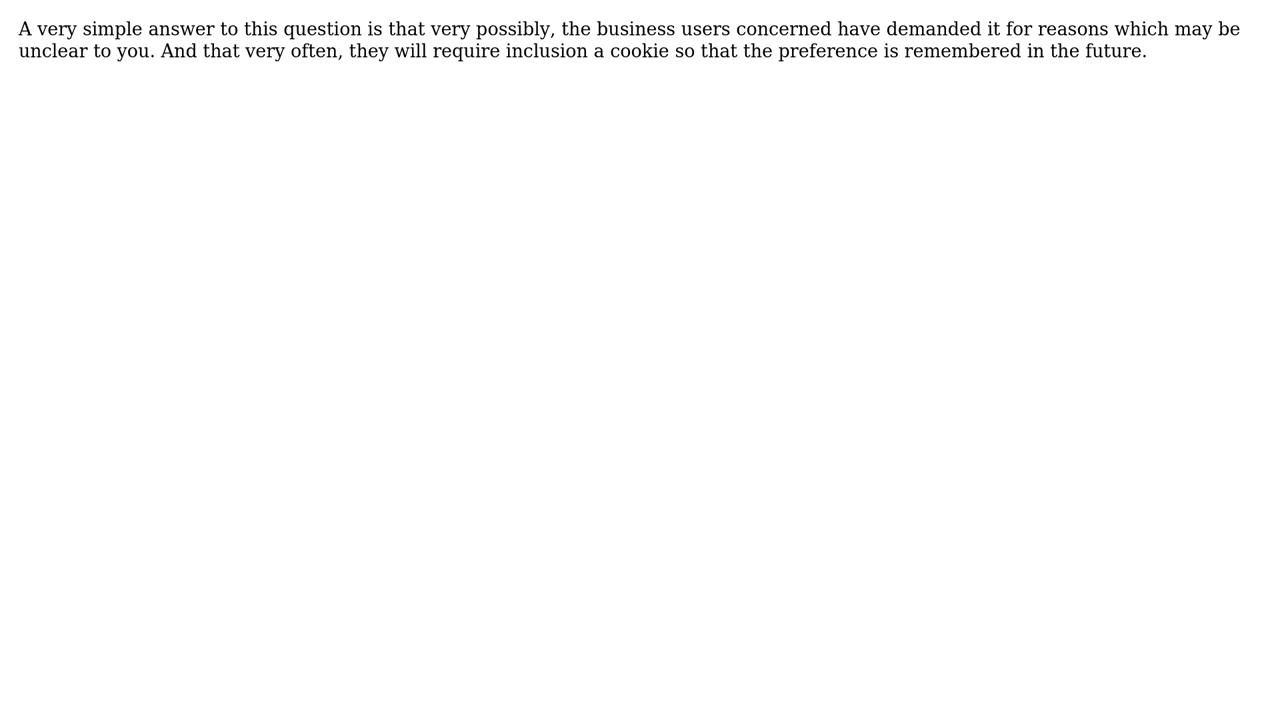 A very simple answer to this question is that very possibly, the business users concerned have demanded it for reasons which may be
unclear to you. And that very often, they will require inclusion a cookie so that the preference is remembered in the future.